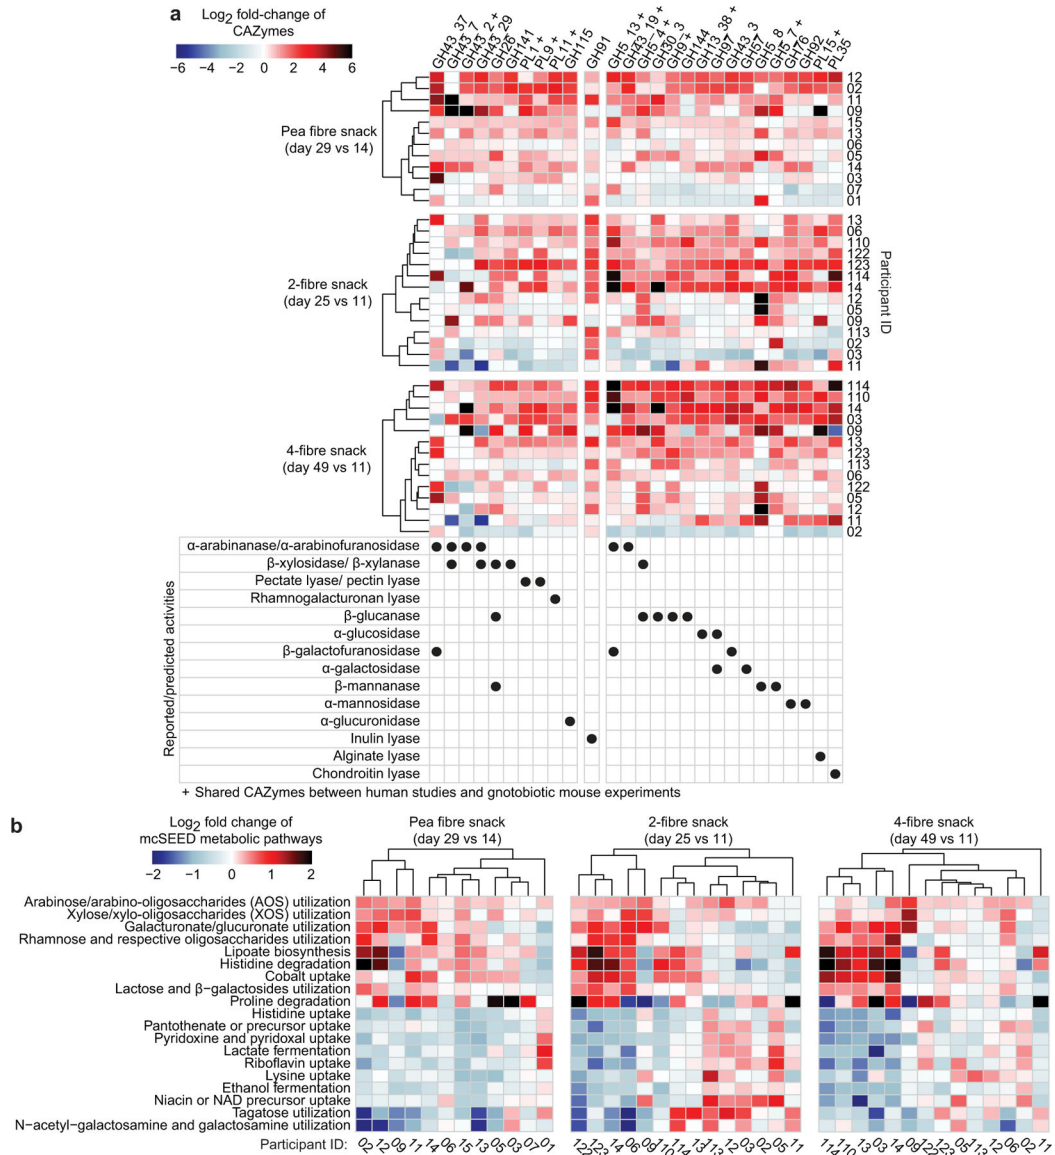 a
Log2 fold-change of
CAZymes
−6 −4 −2 0 2 4 6
GH43_37
GH43_7
GH43_2 +
GH43_29
GH26
GH141
PL1 +
PL9 +
PL11 +
GH115
GH91
GH5_13 +
GH43_19 +
GH5_4 +
GH30_3
GH9 +
GH144
GH13_38 +
GH97
GH43_3
GH57
GH5_8
GH5_7 +
GH76
GH92
PL15 +
PL35
Pea fibre snack
(day 29 vs 14)
12
02
11
09
15
13
06
05
14
03
07
01
2-fibre snack
(day 25 vs 11)
13
06
110
122
123
114
14
12
05
09
113
02
03
11
Participant ID
4-fibre snack
(day 49 vs 11)
114
110
14
03
09
13
123
113
06
122
05
12
11
02
Reported/predicted activities
α-arabinanase/α-arabinofuranosidase
β-xylosidase/ β-xylanase
Pectate lyase/ pectin lyase
Rhamnogalacturonan lyase
β-glucanase
α-glucosidase
β-galactofuranosidase
α-galactosidase
β-mannanase
α-mannosidase
α-glucuronidase
Inulin lyase
Alginate lyase
Chondroitin lyase
+ Shared CAZymes between human studies and gnotobiotic mouse experiments
b
Log2 fold change of
mcSEED metabolic pathways
−2 −1 0 1 2
Pea fibre snack
(day 29 vs 14)
2-fibre snack
(day 25 vs 11)
4-fibre snack
(day 49 vs 11)
Arabinose/arabino-oligosaccharides (AOS) utilization
Xylose/xylo-oligosaccharides (XOS) utilization
Galacturonate/glucuronate utilization
Rhamnose and respective oligosaccharides utilization
Lipoate biosynthesis
Histidine degradation
Cobalt uptake
Lactose and β-galactosides utilization
Proline degradation
Histidine uptake
Pantothenate or precursor uptake
Pyridoxine and pyridoxal uptake
Lactate fermentation
Riboflavin uptake
Lysine uptake
Ethanol fermentation
Niacin or NAD precursor uptake
Tagatose utilization
N−acetyl−galactosamine and galactosamine utilization
Participant ID:
02 12 09 11 14 06 15 13 05 03 07 01